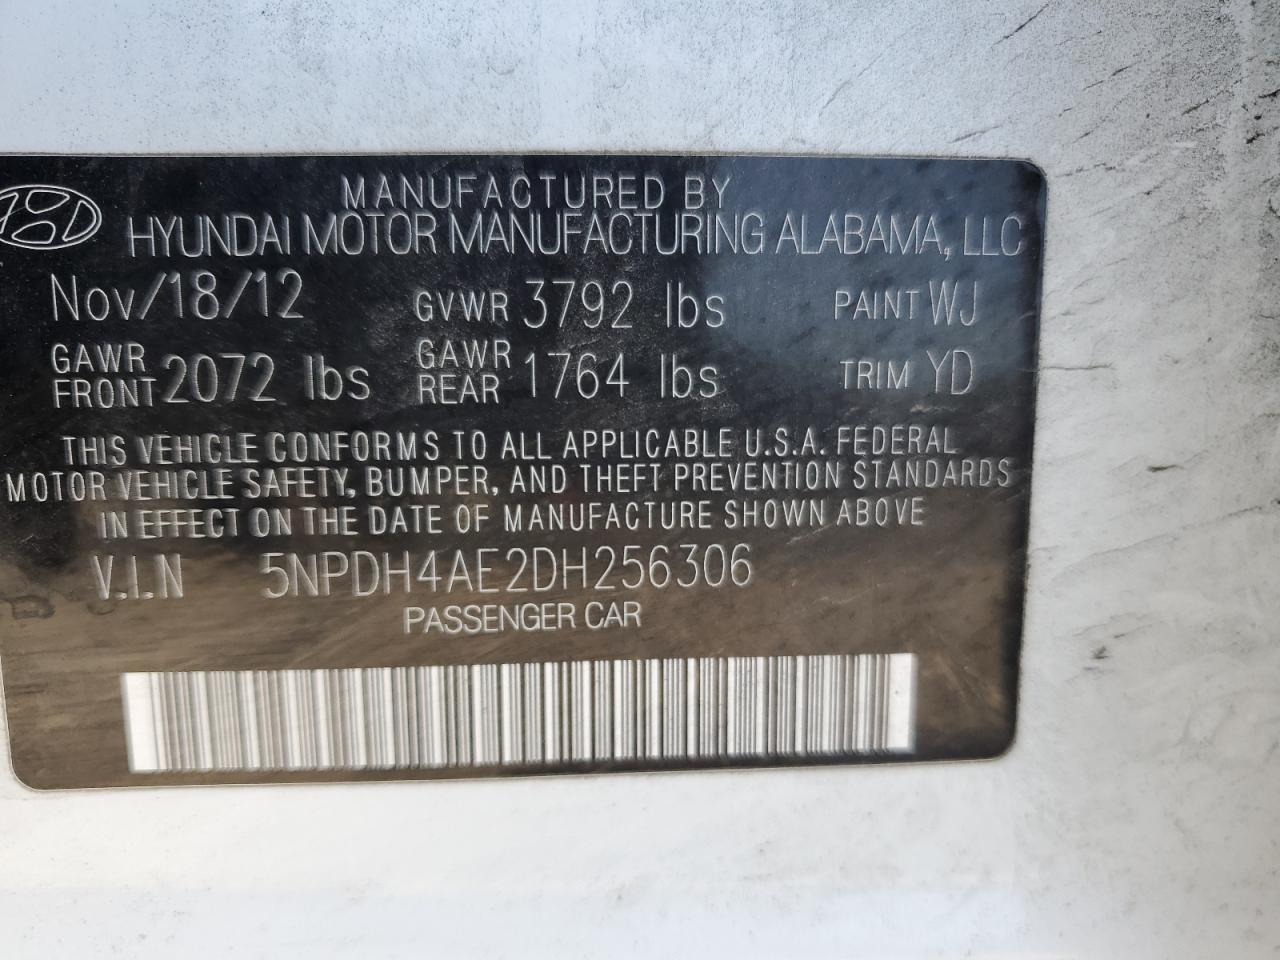 MANUFACTURED BY
HYUNDAI MOTOR MANUFACTURING ALABAMA, LLC
Nov/18/12 GVWR 3792 lbs PAINT WJ
GAWR FRONT 2072 lbs GAWR REAR 1764 lbs TRIM YD
THIS VEHICLE CONFORMS TO ALL APPLICABLE U.S.A. FEDERAL
MOTOR VEHICLE SAFETY, BUMPER, AND THEFT PREVENTION STANDARDS
IN EFFECT ON THE DATE OF MANUFACTURE SHOWN ABOVE
V.I.N 5NPDH4AE2DH256306
PASSENGER CAR